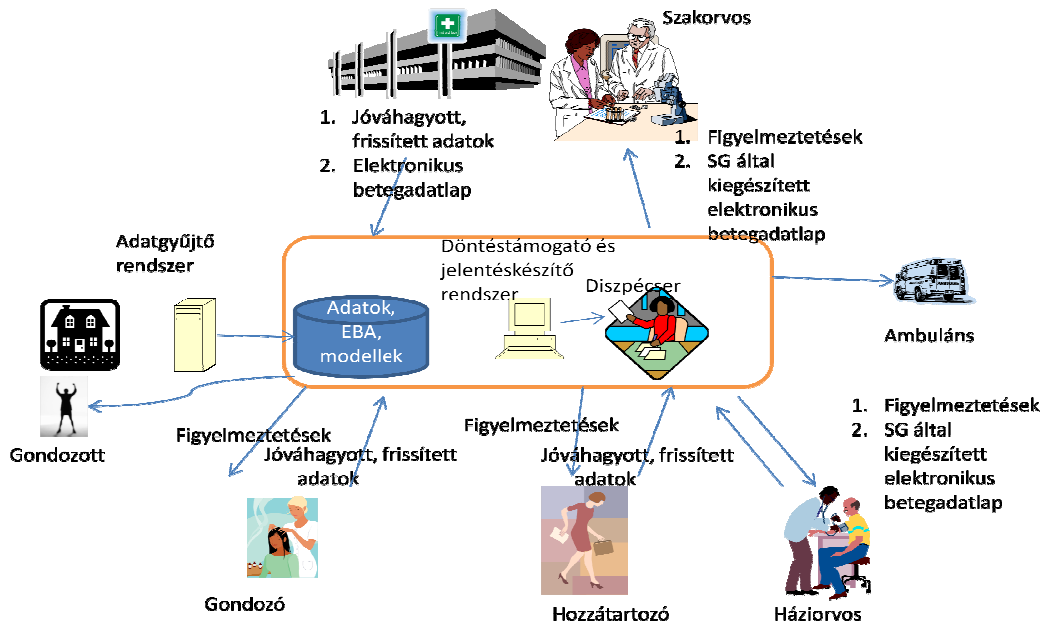 Szakorvos
1. Jóváhagyott,
frissített adatok
2. Elektronikus
betegadatlap
1. Figyelmeztetések
2. SG által
kiegészített
elektronikus
betegadatlap
Adatgyűjtő
rendszer
Döntéstámogató és
jelentéskészítő
rendszer
Diszpécser
Adatok,
EBA,
modellek
Ambuláns
Gondozott
Figyelmeztetések
Jóváhagyott, frissített
adatok
Figyelmeztetések
Jóváhagyott, frissített
adatok
1. Figyelmeztetések
2. SG által
kiegészített
elektronikus
betegadatlap
Gondozó
Hozzátartozó
Háziorvos